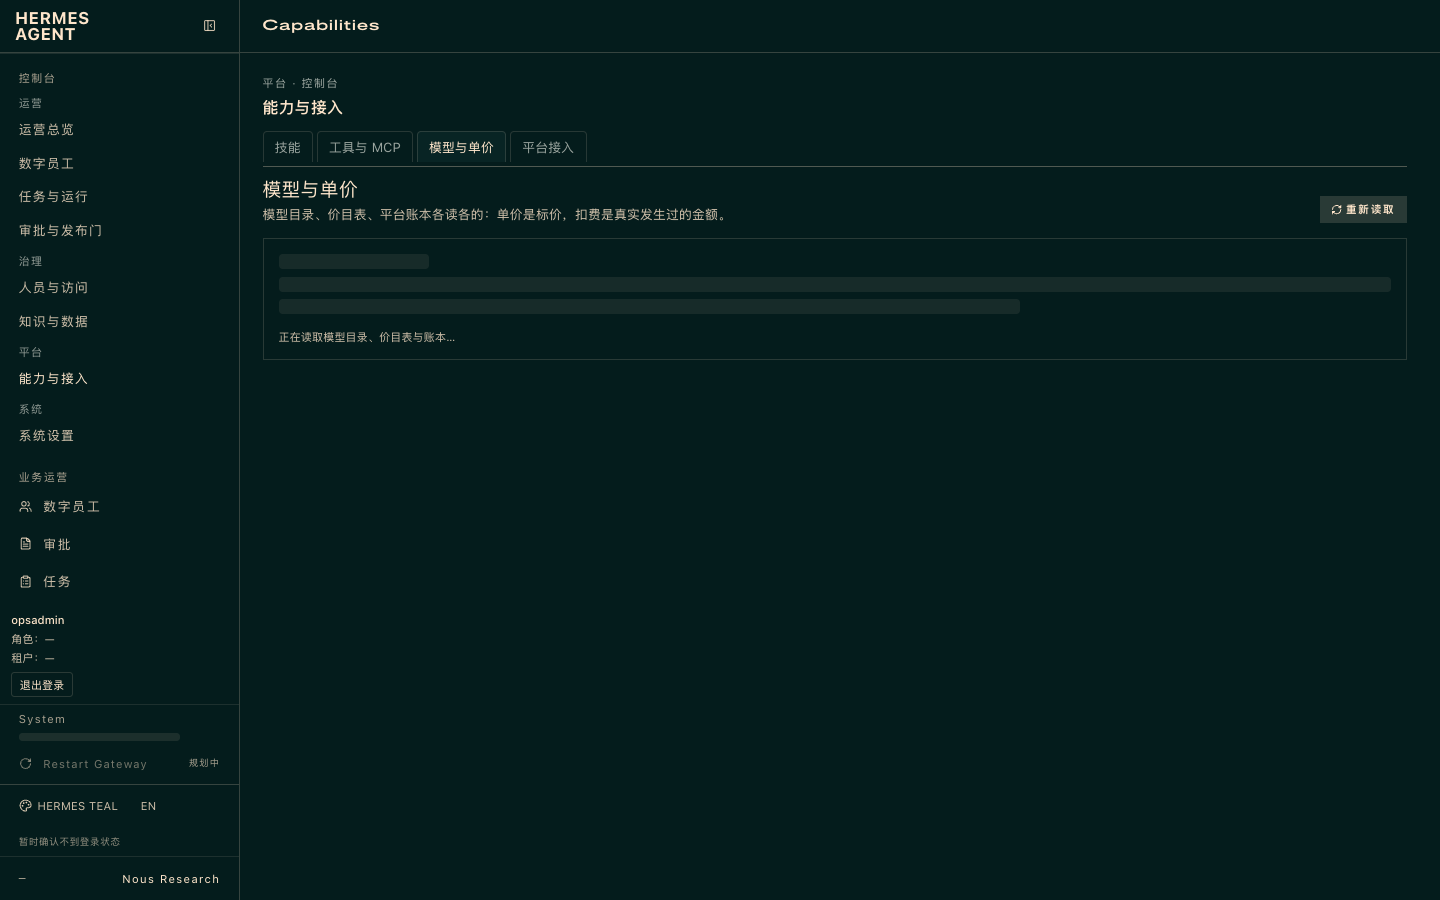 HERMES
AGENT
Capabilities
控制台
运营
运营总览
数字员工
任务与运行
审批与发布门
治理
人员与访问
知识与数据
平台
能力与接入
系统
系统设置
业务运营
数字员工
审批
任务
opsadmin
角色：—
租户：—
退出登录
System
Restart Gateway 规划中
HERMES TEAL EN
暂时确认不到登录状态
— Nous Research
平台 · 控制台
能力与接入
技能 工具与 MCP 模型与单价 平台接入
模型与单价
模型目录、价目表、平台账本各读各的：单价是标价，扣费是真实发生过的金额。
重新读取
正在读取模型目录、价目表与账本…